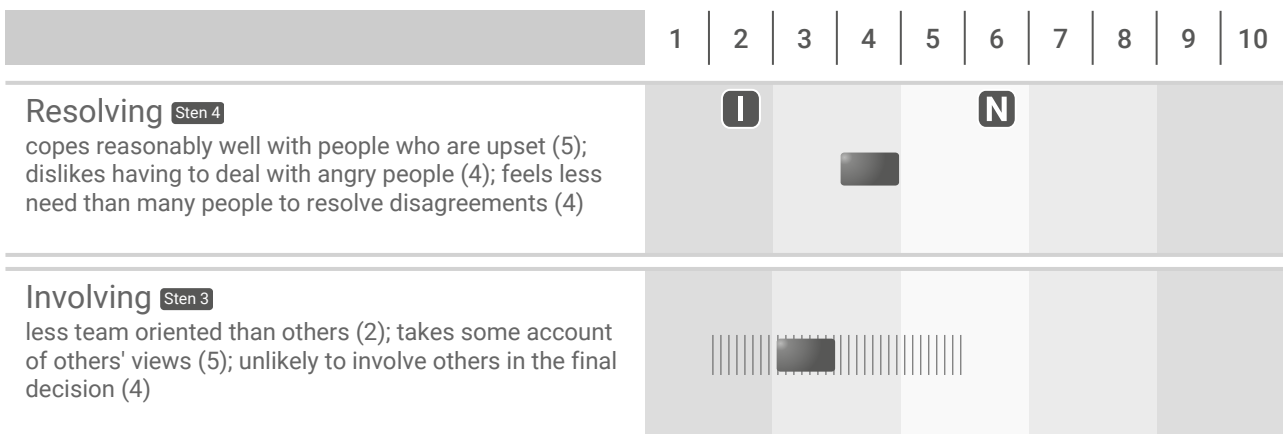 1 2 3 4 5 6 7 8 9 10
Resolving Sten 4
I N
copes reasonably well with people who are upset (5);
dislikes having to deal with angry people (4); feels less
need than many people to resolve disagreements (4)
Involving Sten 3
less team oriented than others (2); takes some account
of others' views (5); unlikely to involve others in the final
decision (4)